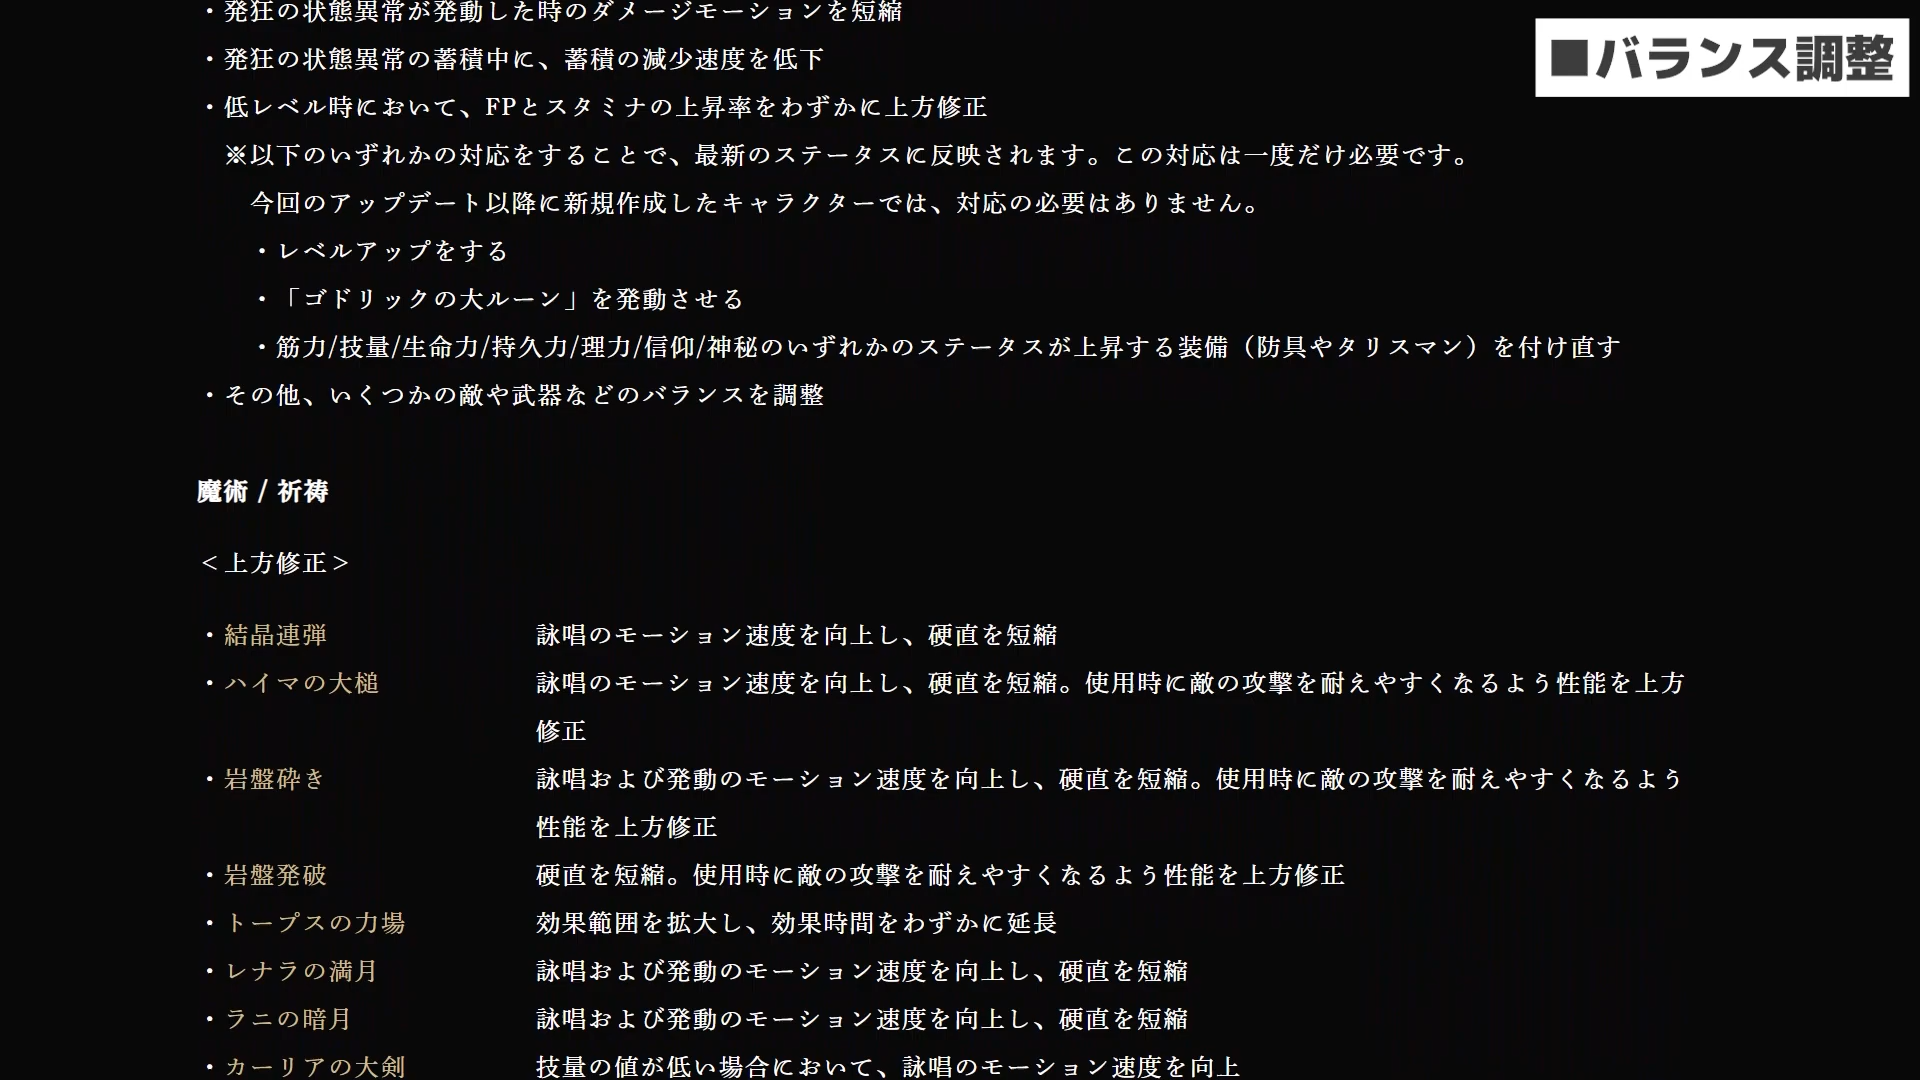 ・発狂の状態異常が発動した時のダメージモーションを短縮
■バランス調整
・発狂の状態異常の蓄積中に、蓄積の減少速度を低下
・低レベル時において、FPとスタミナの上昇率をわずかに上方修正
※以下のいずれかの対応をすることで、最新のステータスに反映されます。この対応は一度だけ必要です。
今回のアップデート以降に新規作成したキャラクターでは、対応の必要はありません。
・レベルアップをする
・「ゴドリックの大ルーン」を発動させる
・筋力/技量/生命力/持久力/理力/信仰/神秘のいずれかのステータスが上昇する装備（防具やタリスマン）を付け直す
・その他、いくつかの敵や武器などのバランスを調整
魔術 / 祈祷
＜上方修正＞
・結晶連弾 詠唱のモーション速度を向上し、硬直を短縮
・ハイマの大槌 詠唱のモーション速度を向上し、硬直を短縮。使用時に敵の攻撃を耐えやすくなるよう性能を上方
修正
・岩盤砕き 詠唱および発動のモーション速度を向上し、硬直を短縮。使用時に敵の攻撃を耐えやすくなるよう
性能を上方修正
・岩盤発破 硬直を短縮。使用時に敵の攻撃を耐えやすくなるよう性能を上方修正
・トープスの力場 効果範囲を拡大し、効果時間をわずかに延長
・レナラの満月 詠唱および発動のモーション速度を向上し、硬直を短縮
・ラニの暗月 詠唱および発動のモーション速度を向上し、硬直を短縮
・カーリアの大剣 技量の値が低い場合において、詠唱のモーション速度を向上